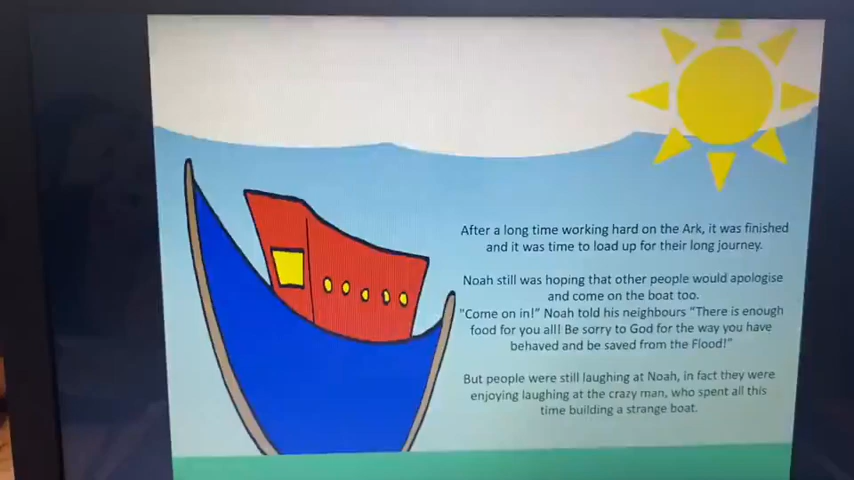 After a long time working hard on the Ark, it was finished
and it was time to load up for their long journey.
Noah still was hoping that other people would apologise
and come on the boat too.
"Come on in!" Noah told his neighbours "There is enough
food for you all! Be sorry to God for the way you have
behaved and be saved from the Flood!"
But people were still laughing at Noah, in fact they were
enjoying laughing at the crazy man, who spent all this
time building a strange boat.